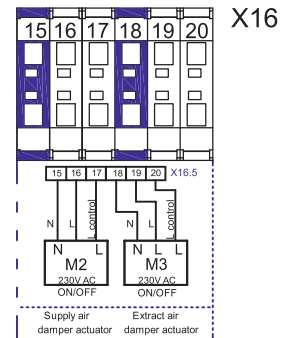 X16
15 16 17 18 19 20
15 16 17 18 19 20 X16.5
N L L control L control
N L N L L
M2 M3
230V AC 230V AC
ON/OFF ON/OFF
Supply air Extract air
damper actuator damper actuator